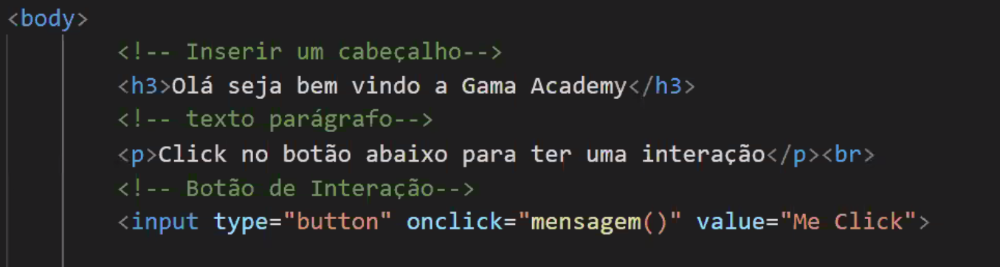 <body>
<!-- Inserir um cabeçalho-->
<h3>Olá seja bem vindo a Gama Academy</h3>
<!-- texto parágrafo-->
<p>Click no botão abaixo para ter uma interação</p><br>
<!-- Botão de Interação-->
<input type="button" onclick="mensagem()" value="Me Click">